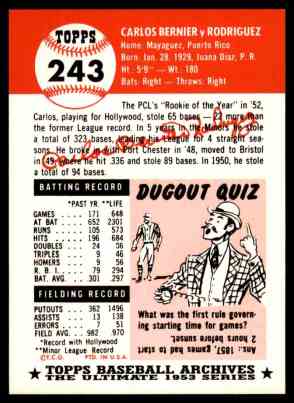 TOPPS
243
CARLOS BERNIER y RODRIGUEZ
Home: Mayaguez, Puerto Rico
Born: Jan. 28, 1929, Juana Diaz, P. R.
Ht: 5'9" - Wt: 180
Bats: Right - Throws: Right
The PCL's "Rookie of the Year" in '52,
Carlos, playing for Hollywood, stole 65 bases - 11 more than
the former League record. In 5 years in the Minors he stole
a total of 323 bases, leading his League for 4 straight sea-
sons. He broke in with Port Chester in '48, moved to Bristol
in '49 when he hit .336 and stole 89 bases. In 1950, he stole
a total of 94 bases.
BATTING RECORD
*PAST YR. **LIFE
GAMES 171 648
AT BAT 652 2301
RUNS 105 573
HITS 196 684
DOUBLES 24 56
TRIPLES 9 46
HOMERS 9 56
R. B. I. 79 294
BAT. AVG. .301 .297
FIELDING RECORD
PUTOUTS 362 1496
ASSISTS 13 138
ERRORS 7 51
FIELD AVG. .982 .970
*Record with Hollywood
**Minor League Record
©T.C.G. PTD. IN U.S.A.
DUGOUT QUIZ
What was the first rule govern-
ing starting time for games?
Ans: 1857, games had to start
2 hours before sunset.
TOPPS BASEBALL ARCHIVES
THE ULTIMATE 1953 SERIES